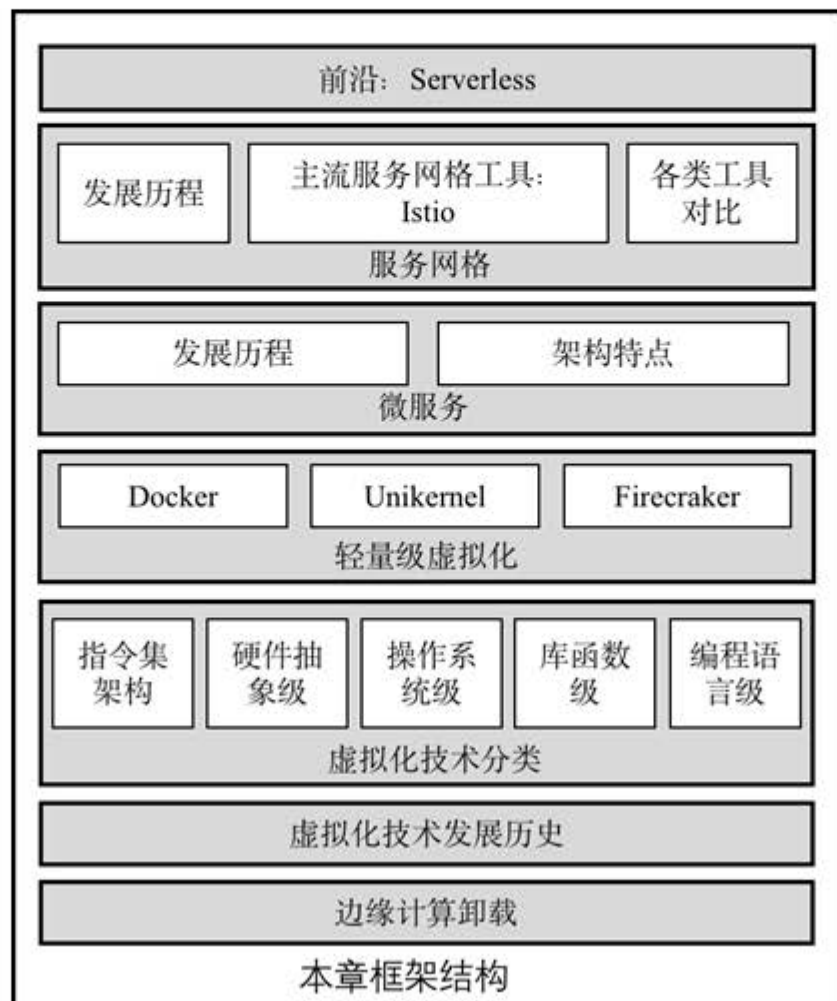 前沿：Serverless
发展历程
主流服务网格工具：
Istio
各类工具
对比
服务网格
发展历程
架构特点
微服务
Docker
Unikernel
Firecraker
轻量级虚拟化
指令集
架构
硬件抽
象级
操作系
统级
库函数
级
编程语
言级
虚拟化技术分类
虚拟化技术发展历史
边缘计算卸载
本章框架结构